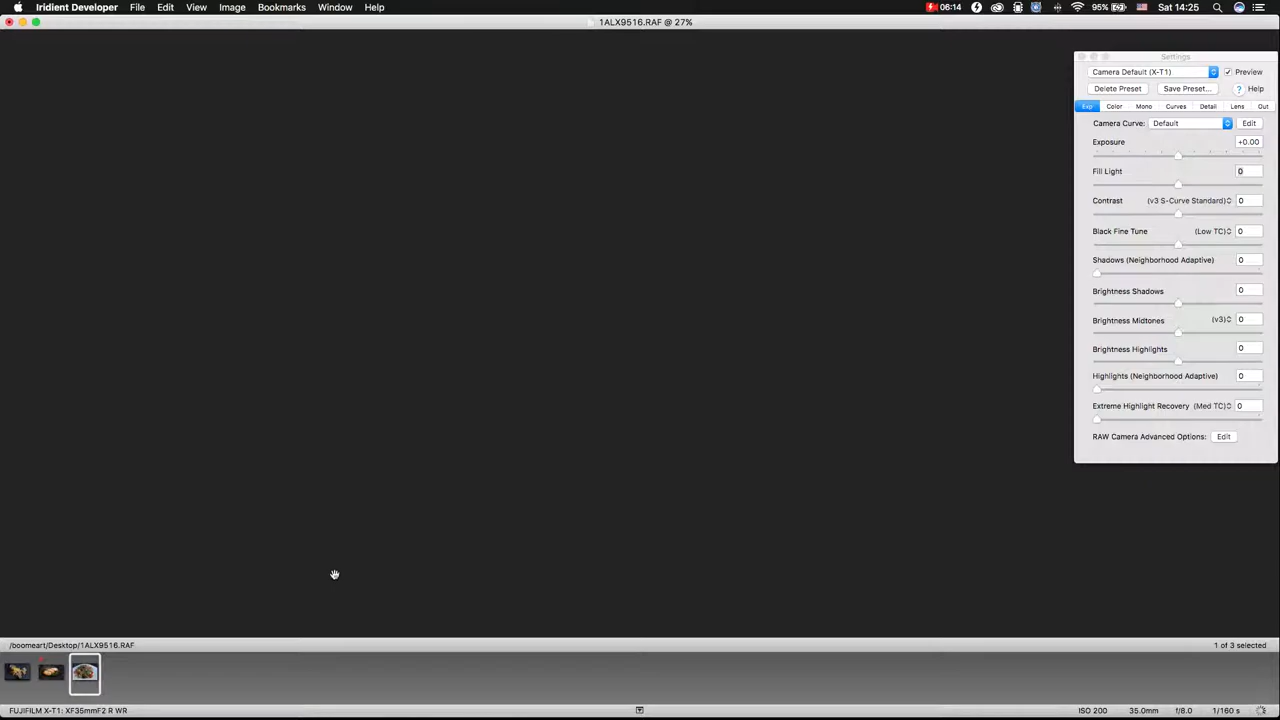 Iridient Developer File Edit View Image Bookmarks Window Help 06:14 95% Sat 14:25
1ALX9516.RAF @ 27%
Settings
Camera Default (X-T1) Preview
Delete Preset Save Preset... ? Help
Exp Color Mono Curves Detail Lens Out
Camera Curve: Default Edit
Exposure +0.00
Fill Light 0
Contrast (v3 S-Curve Standard) 0
Black Fine Tune (Low TC) 0
Shadows (Neighborhood Adaptive) 0
Brightness Shadows 0
Brightness Midtones (v3) 0
Brightness Highlights 0
Highlights (Neighborhood Adaptive) 0
Extreme Highlight Recovery (Med TC) 0
RAW Camera Advanced Options: Edit
/boomeart/Desktop/1ALX9516.RAF 1 of 3 selected
FUJIFILM X-T1: XF35mmF2 R WR ISO 200 35.0mm f/8.0 1/160 s